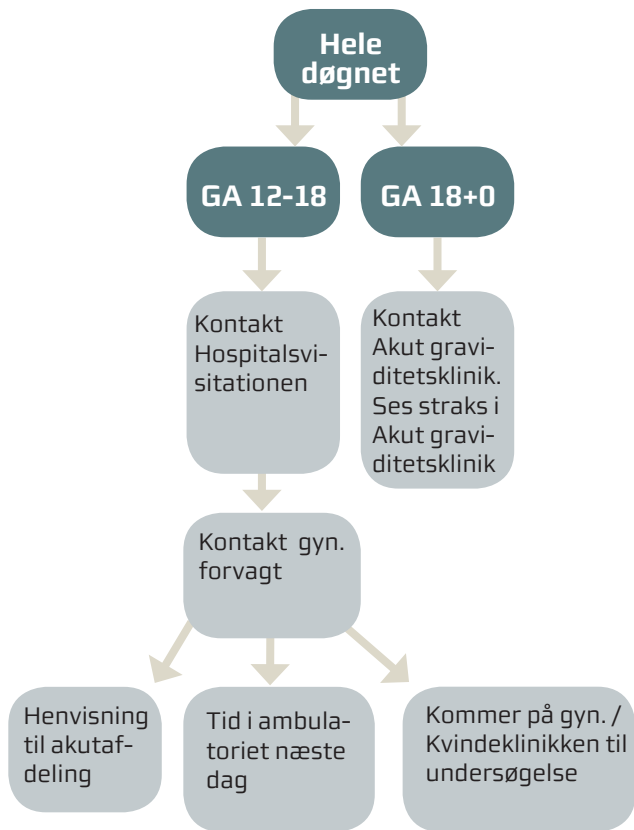 Hele
døgnet
GA 12-18
GA 18+0
Kontakt
Hospitalsvi-
sitationen
Kontakt
Akut gravi-
ditetsklinik.
Ses straks i
Akut gravi-
ditetsklinik
Kontakt gyn.
forvagt
Henvisning
til akutaf-
deling
Tid i ambula-
toriet næste
dag
Kommer på gyn. /
Kvindeklinikken til
undersøgelse